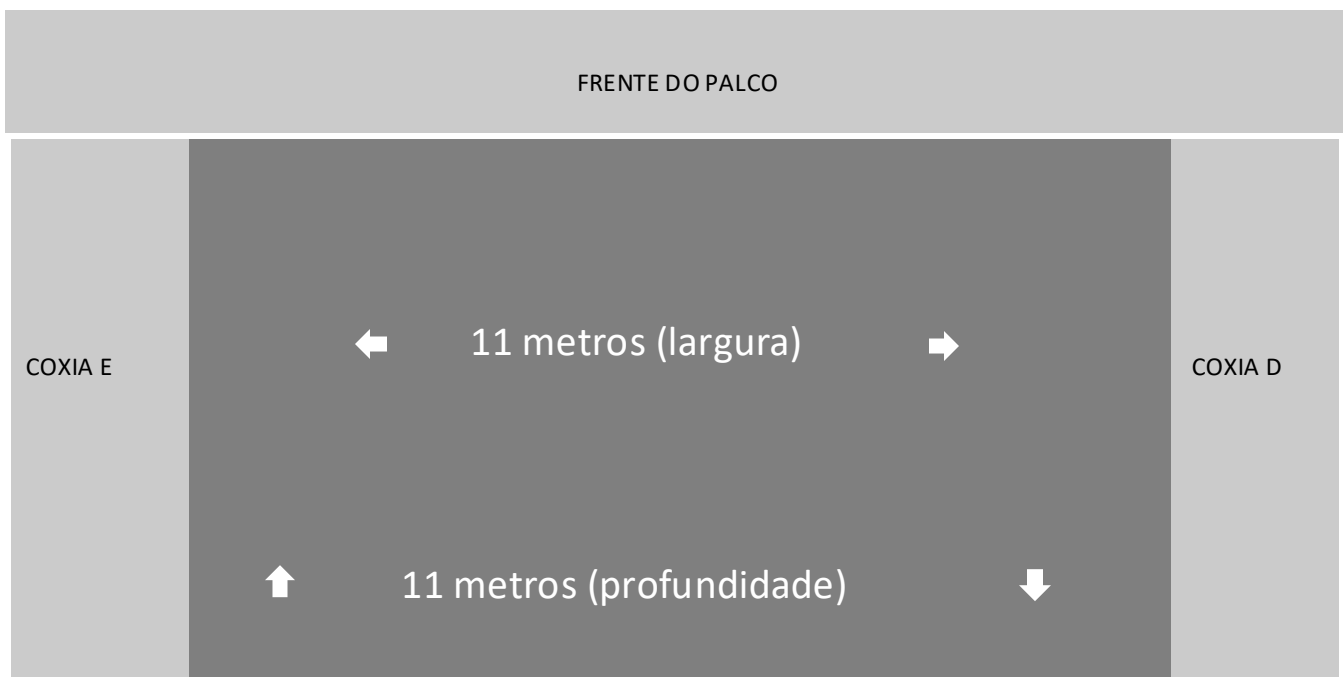 FRENTE DO PALCO
11 metros (largura)
COXIA E
COXIA D
11 metros (profundidade)